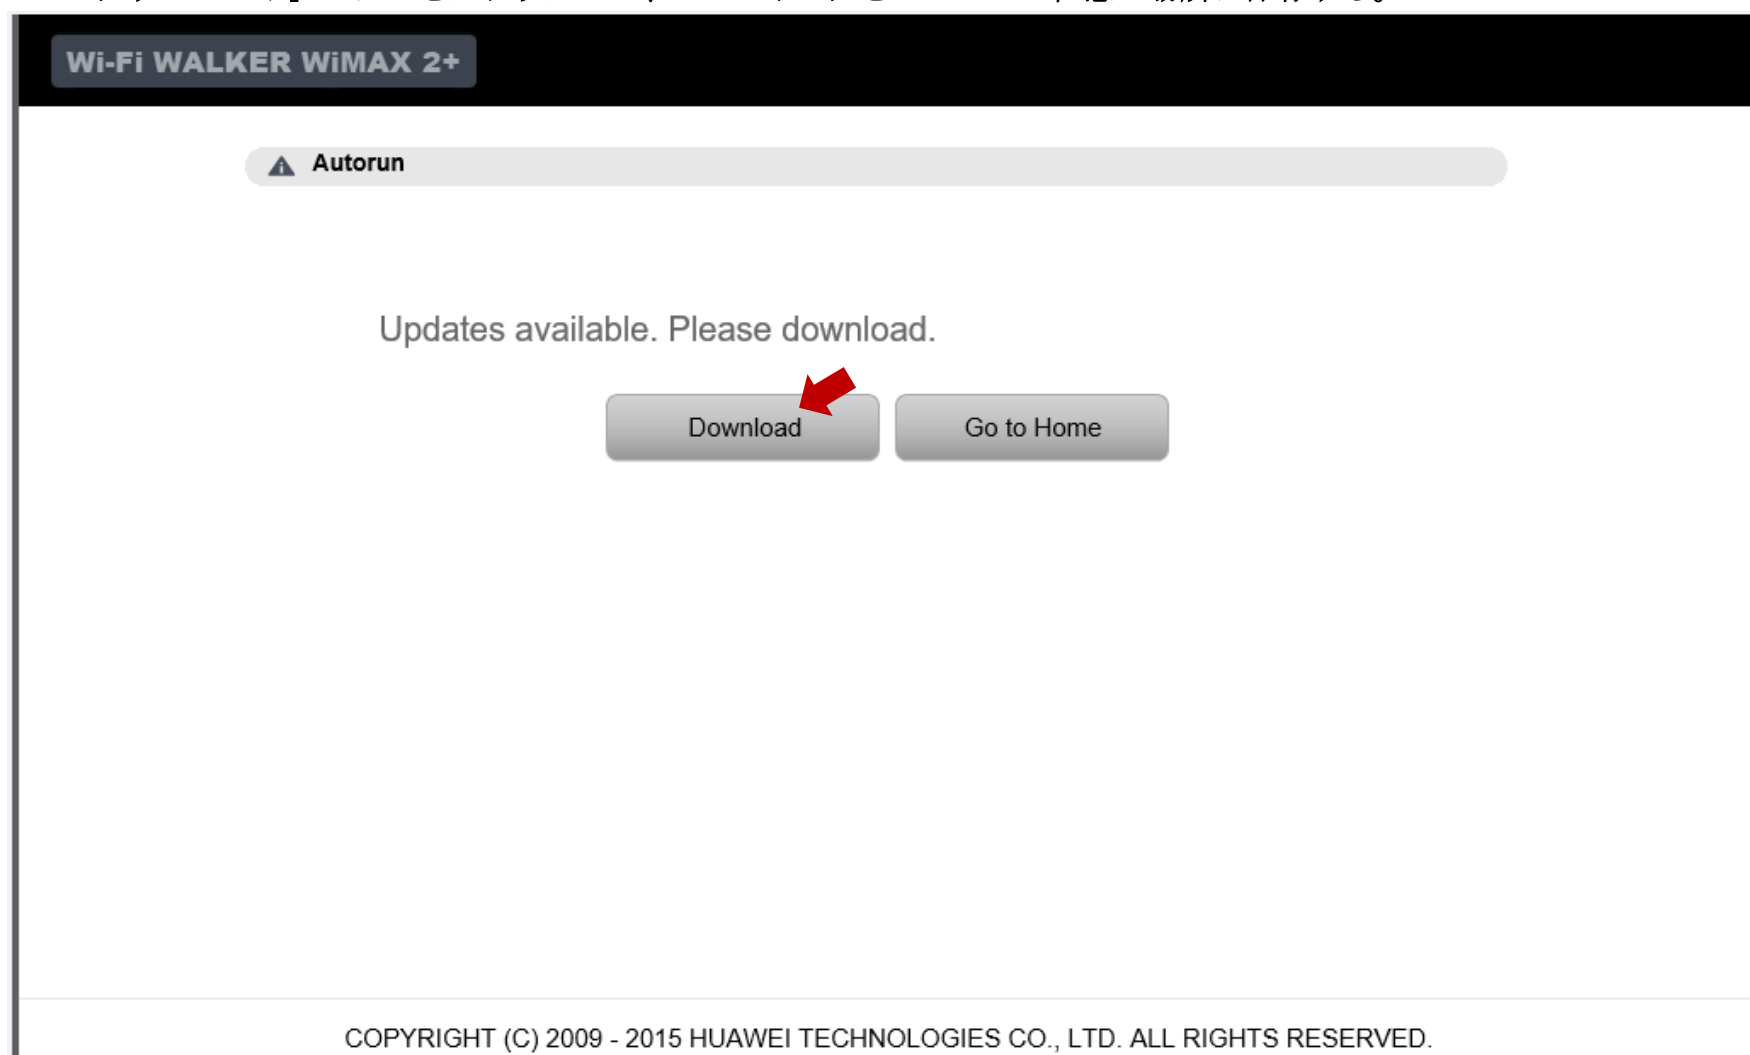 Wi-Fi WALKER WiMAX 2+
Autorun
Updates available. Please download.
Download
Go to Home
COPYRIGHT (C) 2009 - 2015 HUAWEI TECHNOLOGIES CO., LTD. ALL RIGHTS RESERVED.